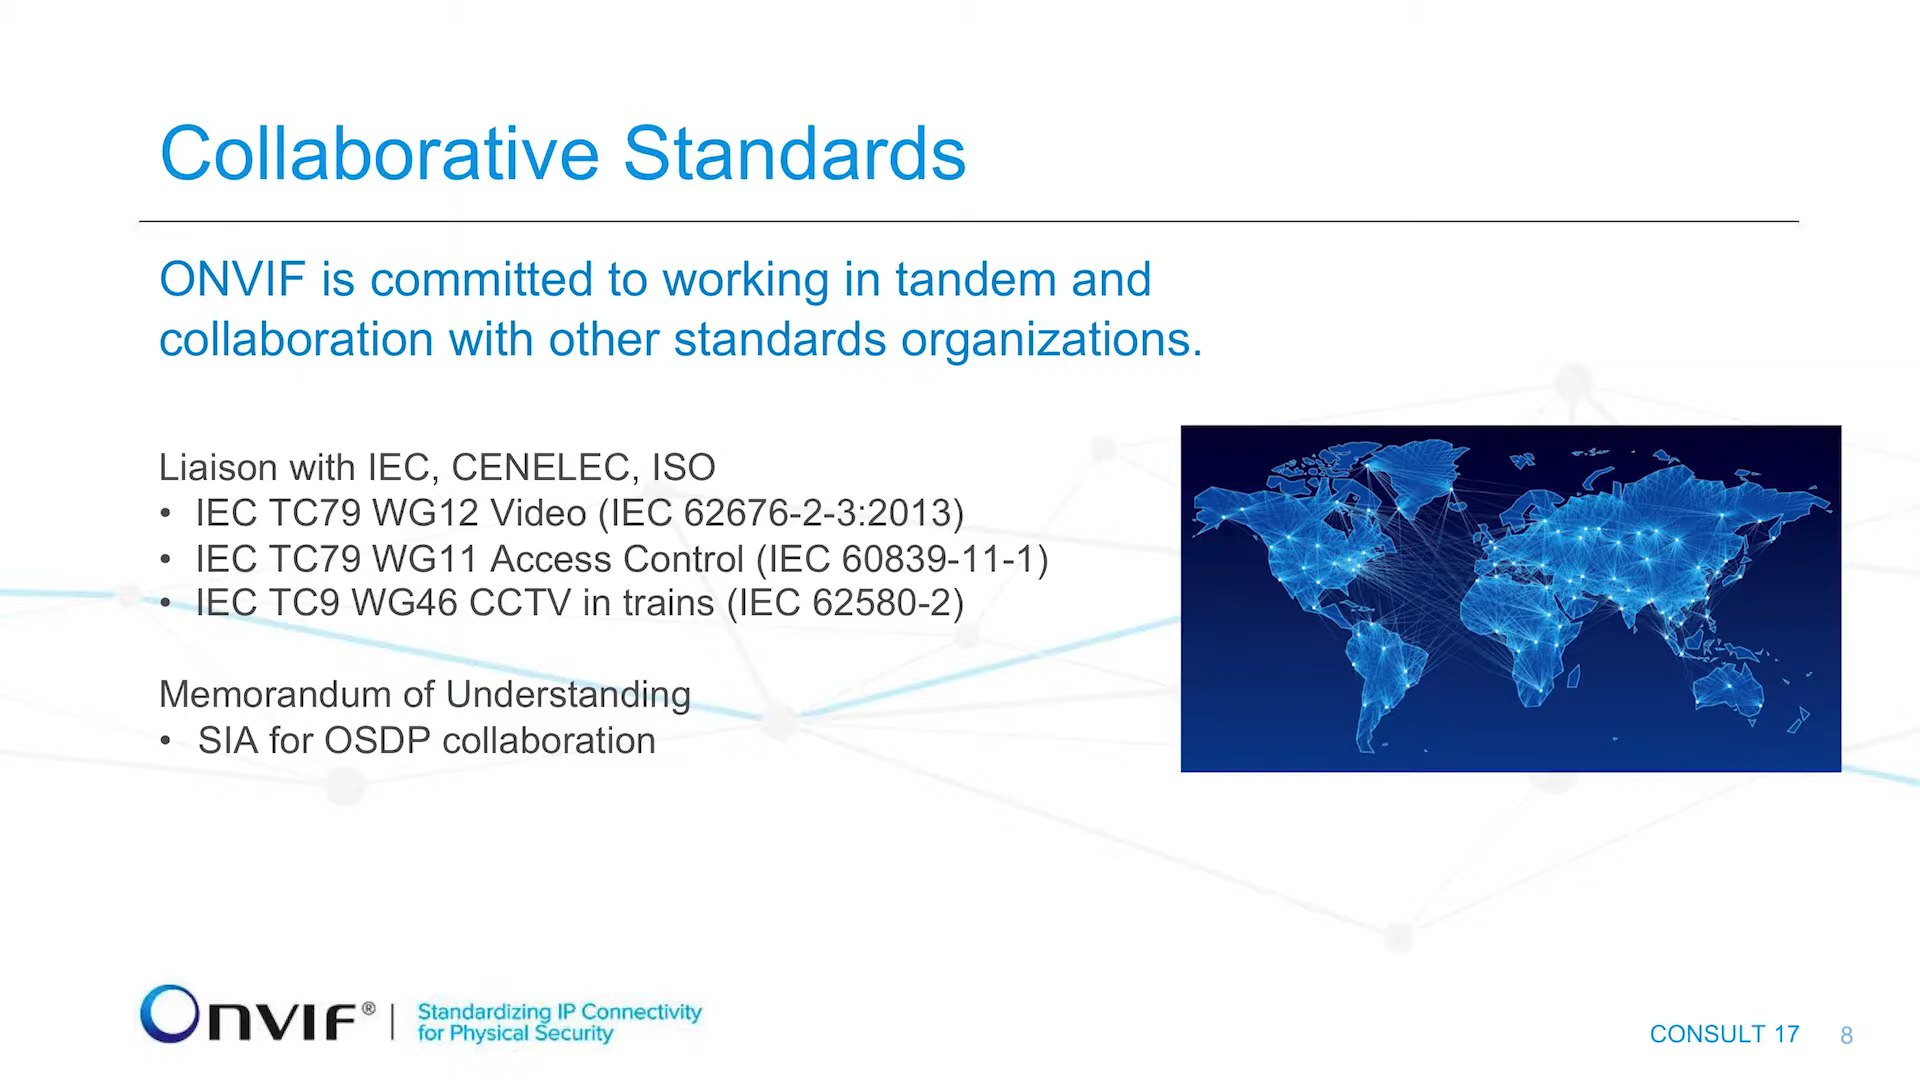 Collaborative Standards
ONVIF is committed to working in tandem and
collaboration with other standards organizations.
Liaison with IEC, CENELEC, ISO
• IEC TC79 WG12 Video (IEC 62676-2-3:2013)
• IEC TC79 WG11 Access Control (IEC 60839-11-1)
• IEC TC9 WG46 CCTV in trains (IEC 62580-2)
Memorandum of Understanding
• SIA for OSDP collaboration
ONVIF® | Standardizing IP Connectivity
for Physical Security
CONSULT 17 8